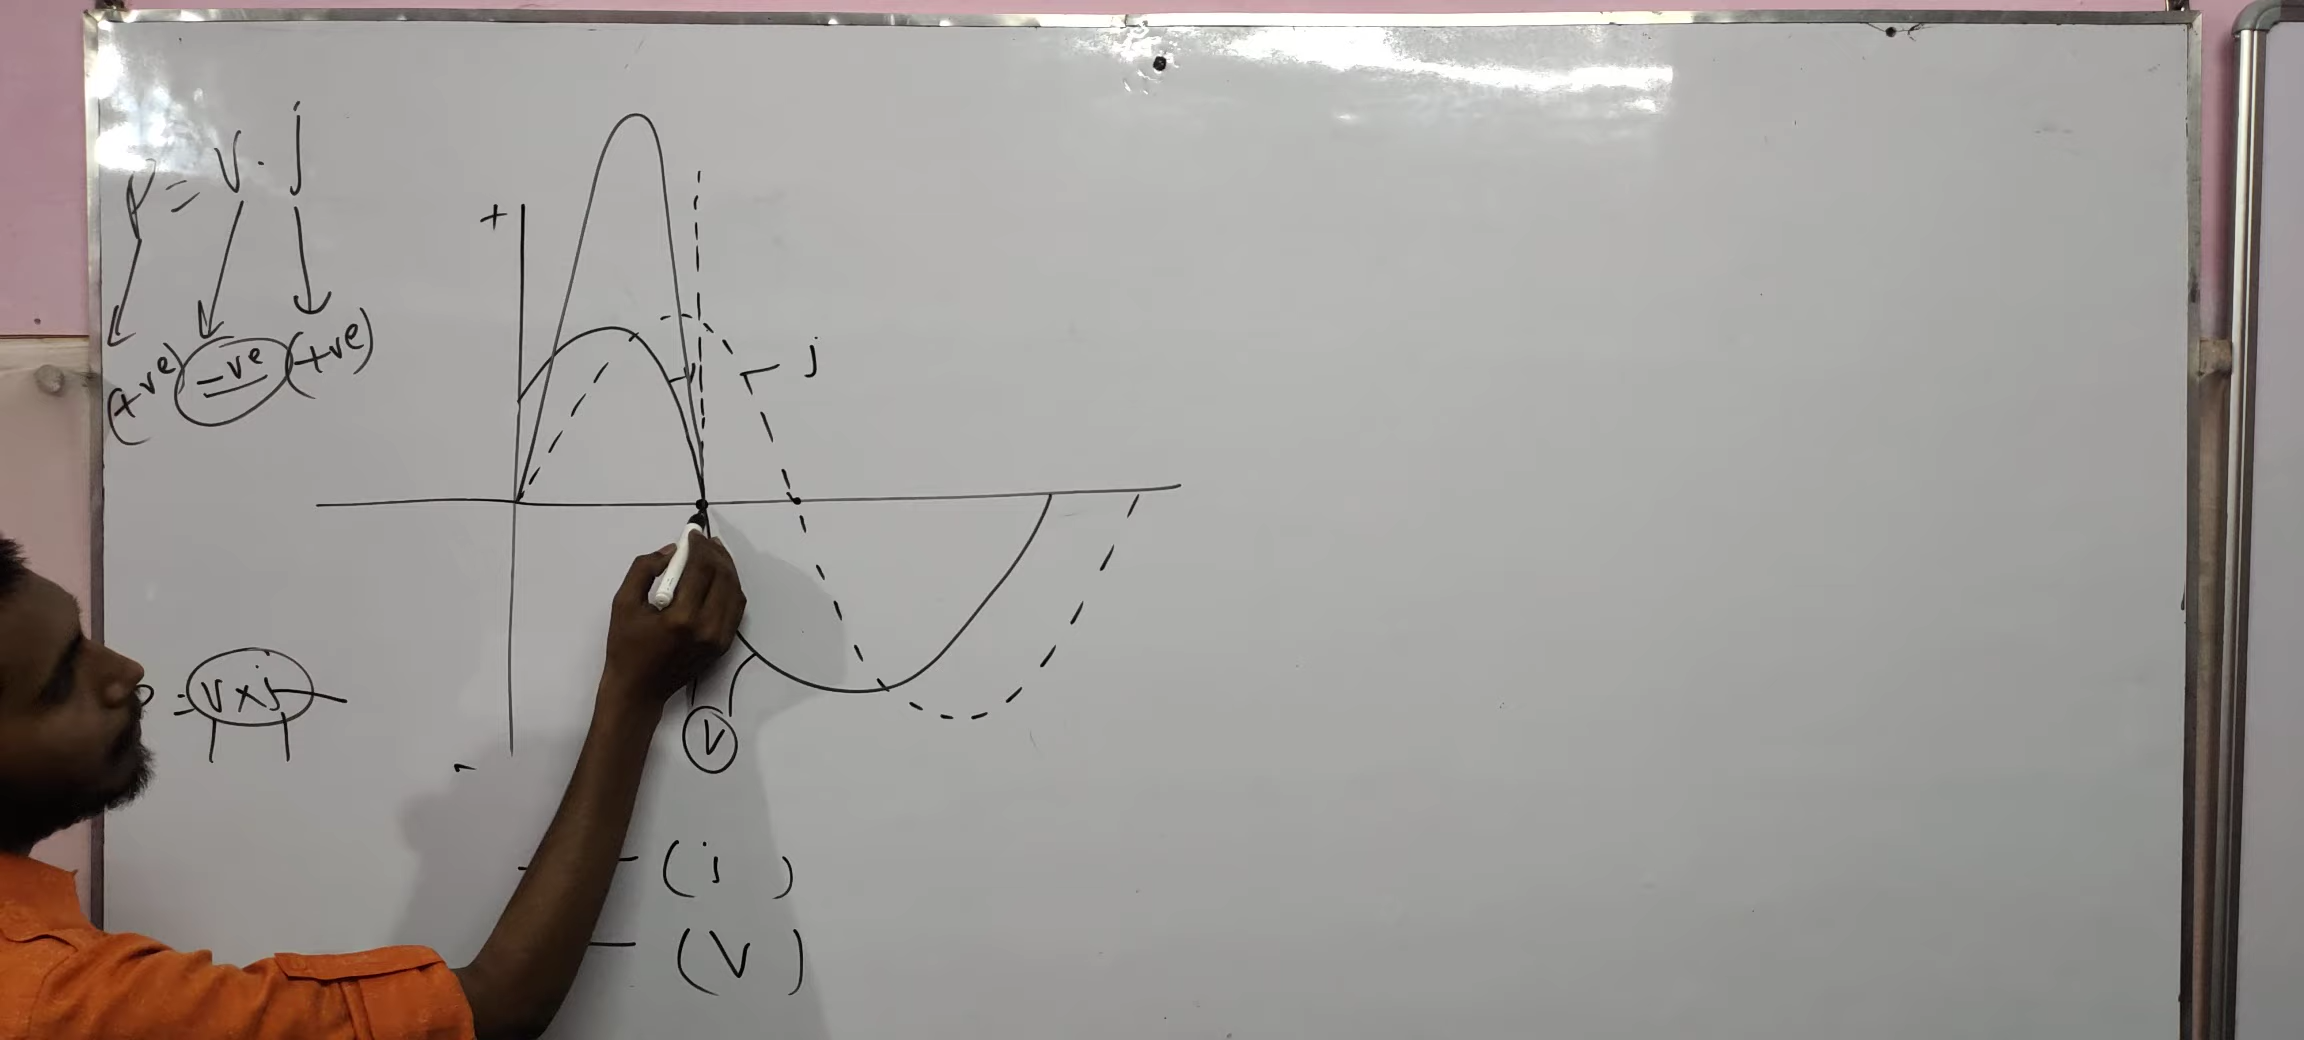 P = V . j
(+ve) -ve (+ve)
+
j
= V x j
-
V
- ( i )
- ( V )